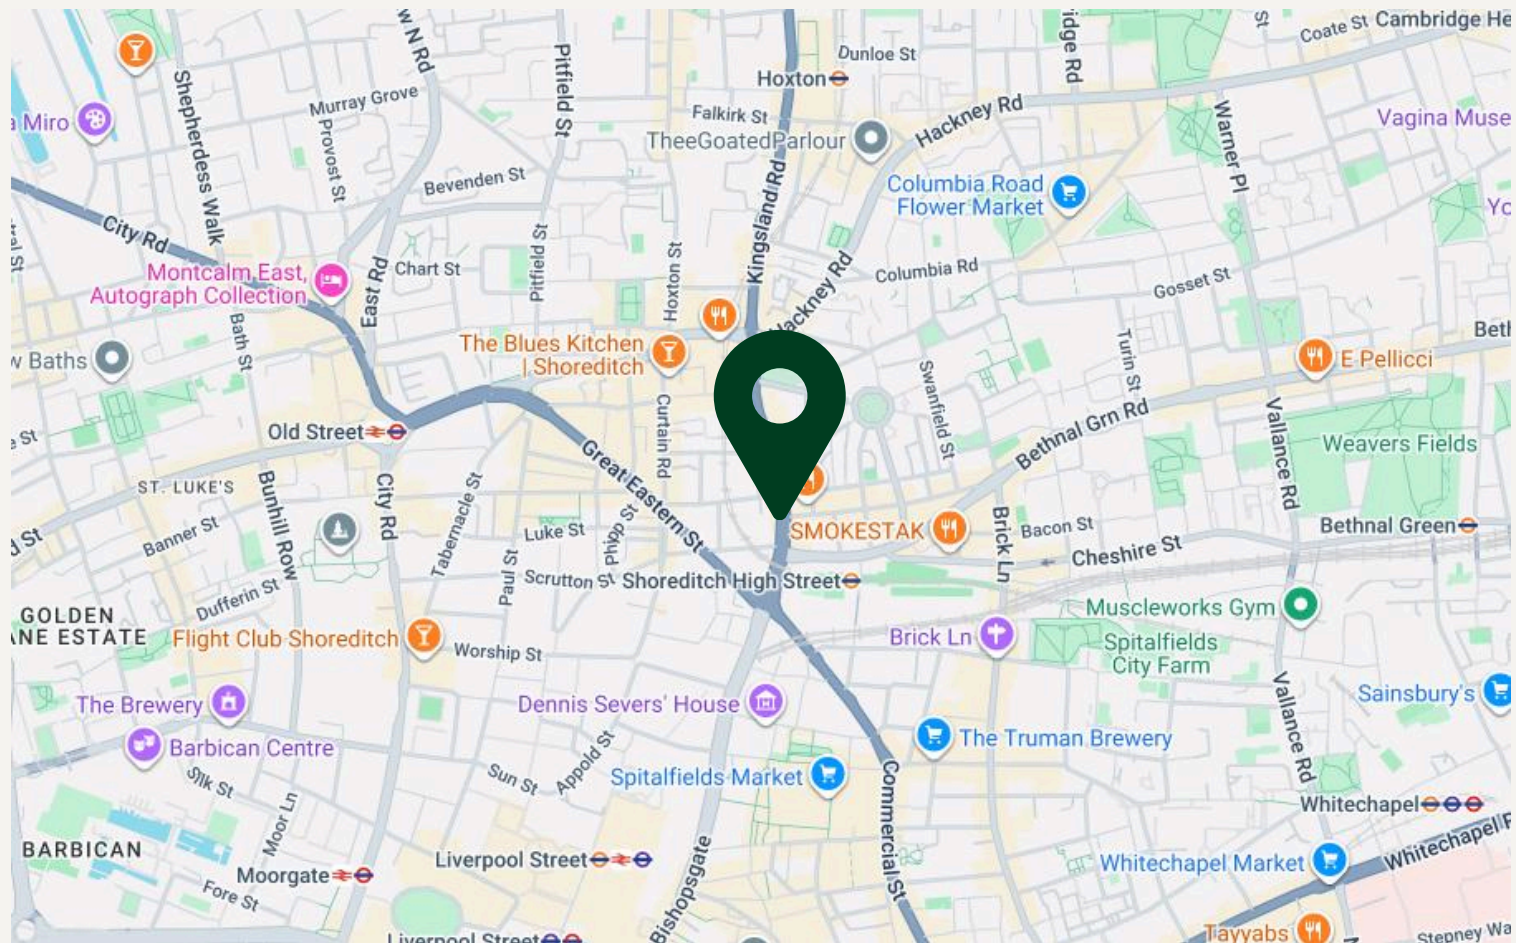 Coate St
Cambridge He
Dunloe St
Hoxton
Shepherdess Walk
Pitfield St
Murray Grove
Falkirk St
Hackney Rd
a Miro
TheeGoatedParlour
Vagina Muse
Provost St
Warner Pl
Bevenden St
Columbia Road
Flower Market
Kingsland Rd
City Rd
Pitfield St
Hoxton St
Chart St
East Rd
Columbia Rd
Hackney Rd
Gosset St
Montcalm East,
Autograph Collection
Bath St
The Blues Kitchen
| Shoreditch
Turin St
w Baths
E Pellicci
Swanfield St
Curtain Rd
Bethnal Grn Rd
Old Street
Great Eastern St
Vallance Rd
Weavers Fields
ST. LUKE'S
Bunhill Row
City Rd
Tabernacle St
Banner St
Luke St
Phipp St
SMOKESTAK
Brick Ln
Bacon St
Bethnal Green
Cheshire St
Paul St
Scrutton St
Shoreditch High Street
Dufferin St
GOLDEN
ANE ESTATE
Muscleworks Gym
Flight Club Shoreditch
Worship St
Brick Ln
Spitalfields
City Farm
The Brewery
Dennis Severs' House
Vallance Rd
Sainsbury's
Barbican Centre
The Truman Brewery
Silk St
Sun St
Appold St
Spitalfields Market
Commercial St
Moor Ln
Whitechapel
BARBICAN
Liverpool Street
Bishopsgate
Whitechapel Market
Whitechapel R
Moorgate
Fore St
Liverpool Street
Tayyabs
Stepney Wa